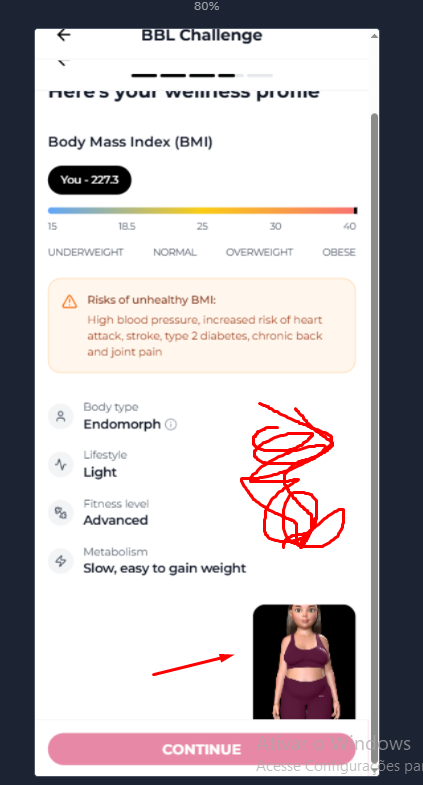 80%
BBL Challenge
Here's your wellness profile
Body Mass Index (BMI)
You - 227.3
15 18.5 25 30 40
UNDERWEIGHT NORMAL OVERWEIGHT OBESE
Risks of unhealthy BMI:
High blood pressure, increased risk of heart
attack, stroke, type 2 diabetes, chronic back
and joint pain
Body type
Endomorph
Lifestyle
Light
Fitness level
Advanced
Metabolism
Slow, easy to gain weight
CONTINUE
Ativar o Windows
Acesse Configurações par